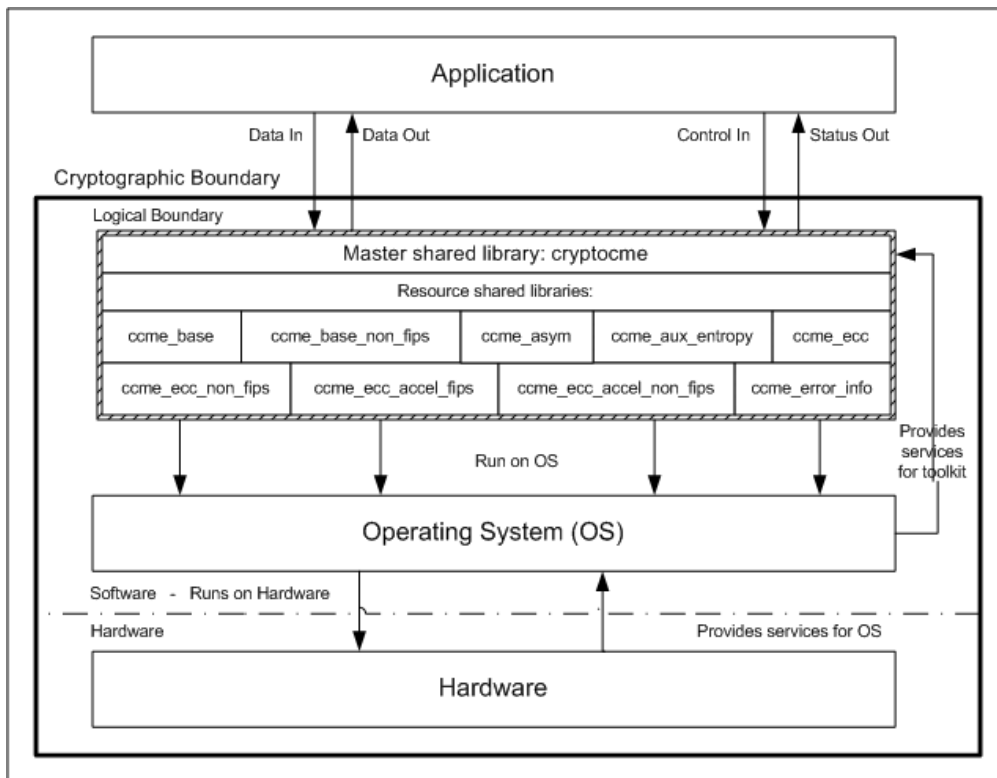 Application
Data In
Data Out
Control In
Status Out
Cryptographic Boundary
Logical Boundary
Master shared library: cryptocme
Resource shared libraries:
ccme_base
ccme_base_non_fips
ccme_asym
ccme_aux_entropy
ccme_ecc
ccme_ecc_non_fips
ccme_ecc_accel_fips
ccme_ecc_accel_non_fips
ccme_error_info
Run on OS
Provides
services
for toolkit
Operating System (OS)
Software - Runs on Hardware
Hardware
Provides services for OS
Hardware